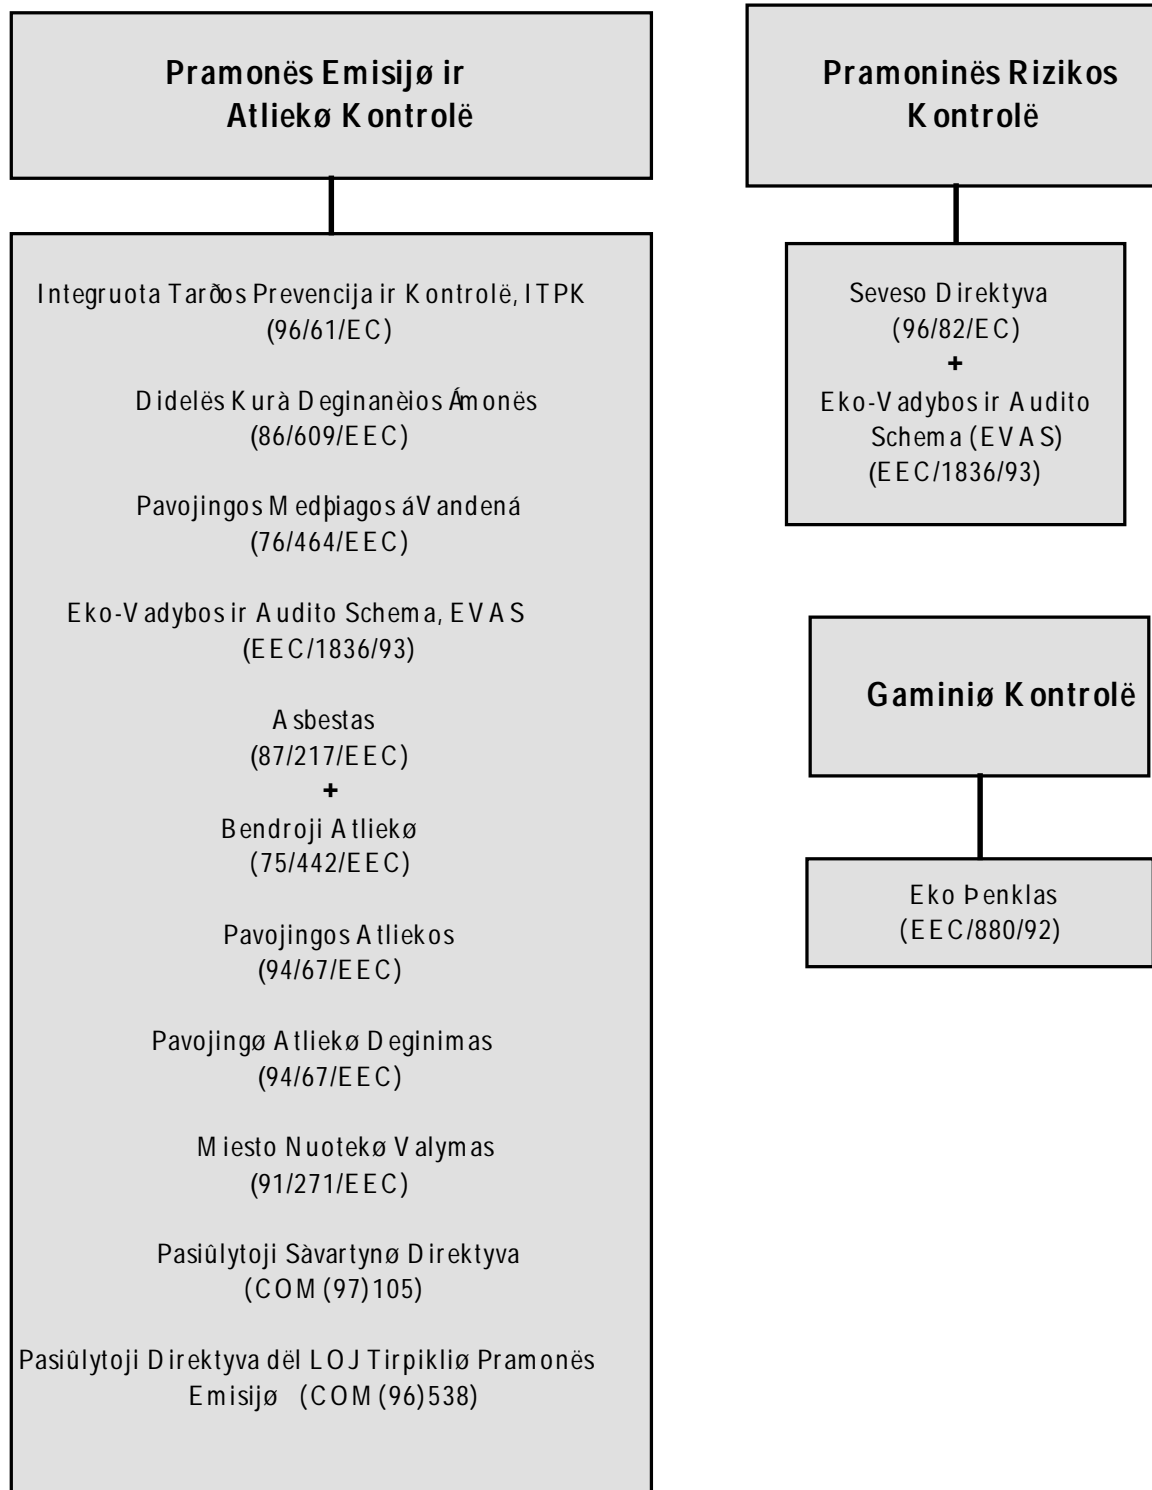 Pramonës Emisijø ir
Atliekø Kontrolë
Integruota Tarðos Prevencija ir Kontrolë, ITPK
(96/61/EC)
Didelës Kurà Deginanèios Ámonës
(86/609/EEC)
Pavojingos Medþiagos á Vandená
(76/464/EEC)
Eko-Vadybos ir Audito Schema, EVAS
(EEC/1836/93)
Asbestas
(87/217/EEC)
+
Bendroji Atliekø
(75/442/EEC)
Pavojingos Atliekos
(94/67/EEC)
Pavojingø Atliekø Deginimas
(94/67/EEC)
Miesto Nuotekø Valymas
(91/271/EEC)
Pasiûlytoji Sàvartynø Direktyva
(COM (97)105)
Pasiûlytoji Direktyva dël LOJ Tirpikliø Pramonës
Emisijø (COM (96)538)
Pramoninës Rizikos
Kontrolë
Seveso Direktyva
(96/82/EC)
+
Eko-Vadybos ir Audito
Schema (EVAS)
(EEC/1836/93)
Gaminiø Kontrolë
Eko Þenklas
(EEC/880/92)